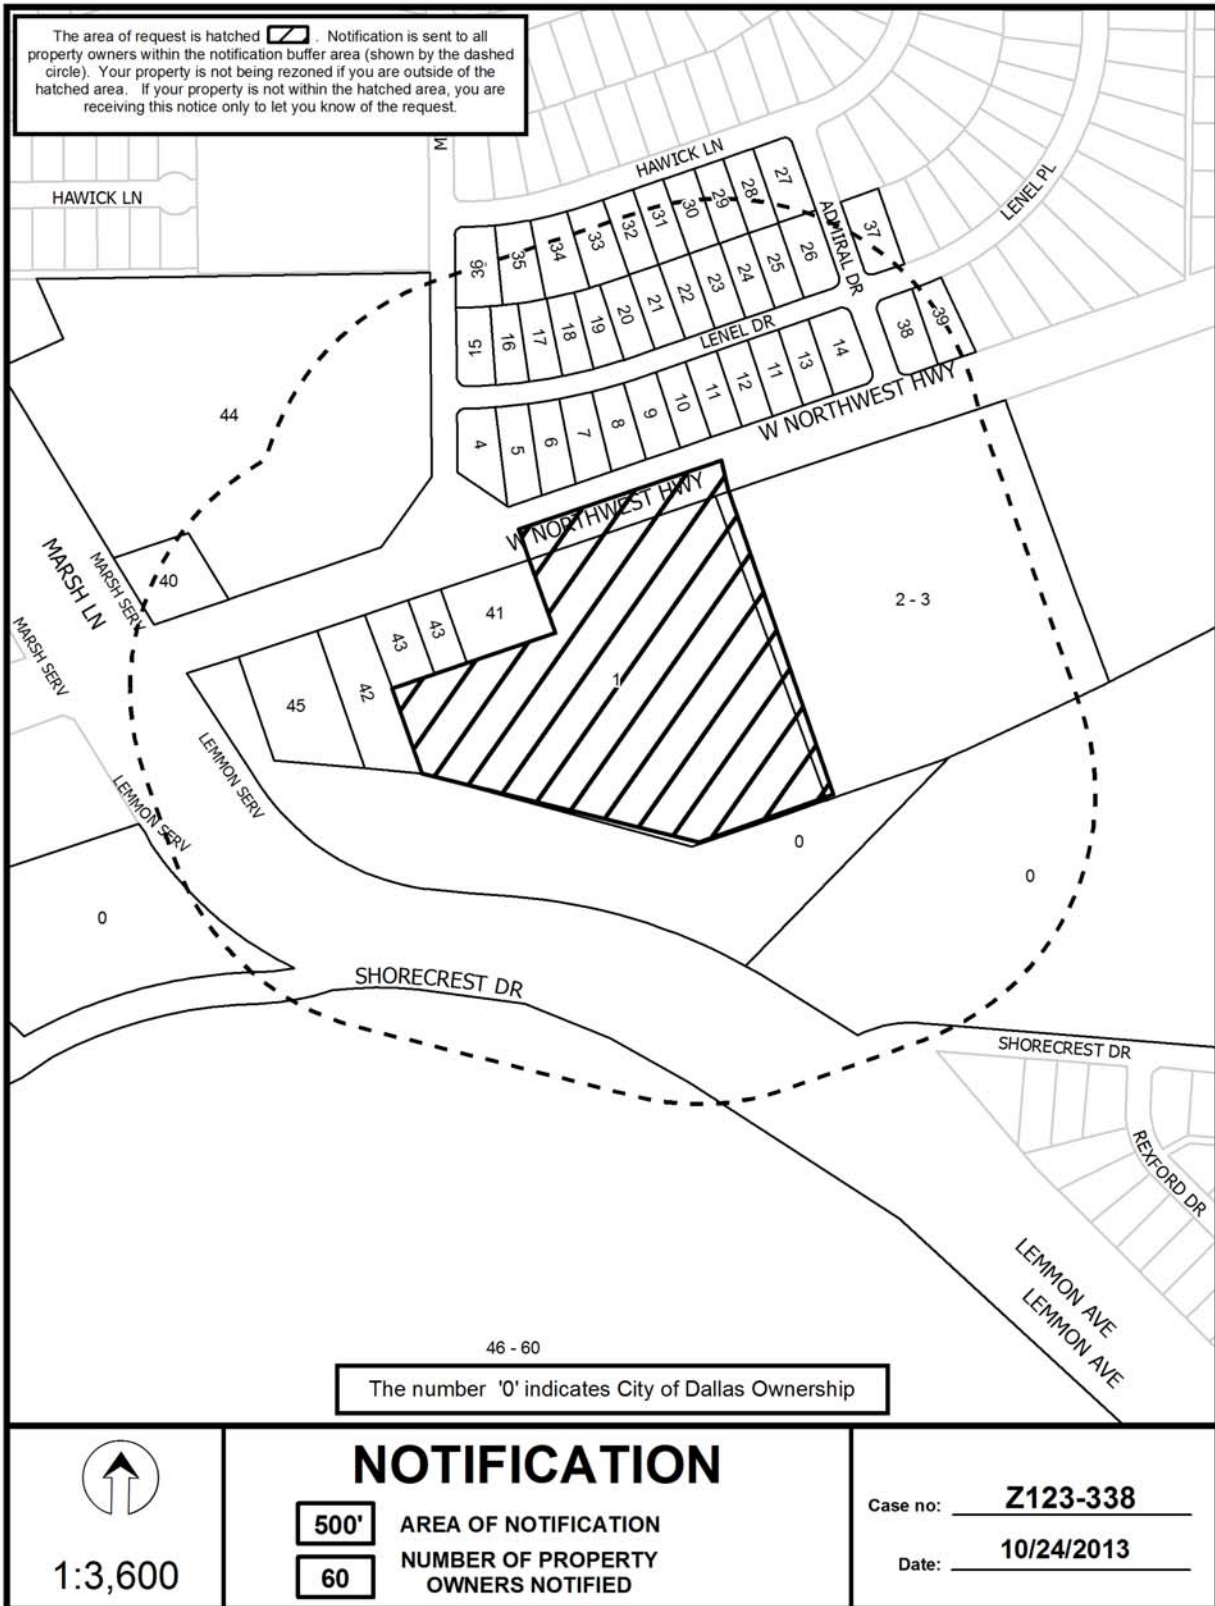 The area of request is hatched . Notification is sent to all
property owners within the notification buffer area (shown by the dashed
circle). Your property is not being rezoned if you are outside of the
hatched area. If your property is not within the hatched area, you are
receiving this notice only to let you know of the request.
M
HAWICK LN
HAWICK LN
LENEL PL
ADMIRAL DR
27
28
29
30
31
32
33
34
35
36
37
26
25
24
23
22
21
20
19
18
17
16
15
LENEL DR
38
39
14
13
11
12
11
10
9
8
7
6
5
4
W NORTHWEST HWY
44
W NORTHWEST HWY
40
MARSH LN
MARSH SERV
MARSH SERV
41
43
43
42
45
1
2 - 3
LEMMON SERV
LEMMON SERV
0
0
0
SHORECREST DR
SHORECREST DR
REXFORD DR
LEMMON AVE
LEMMON AVE
46 - 60
The number '0' indicates City of Dallas Ownership
1:3,600
NOTIFICATION
500' AREA OF NOTIFICATION
60 NUMBER OF PROPERTY
OWNERS NOTIFIED
Case no: Z123-338
Date: 10/24/2013